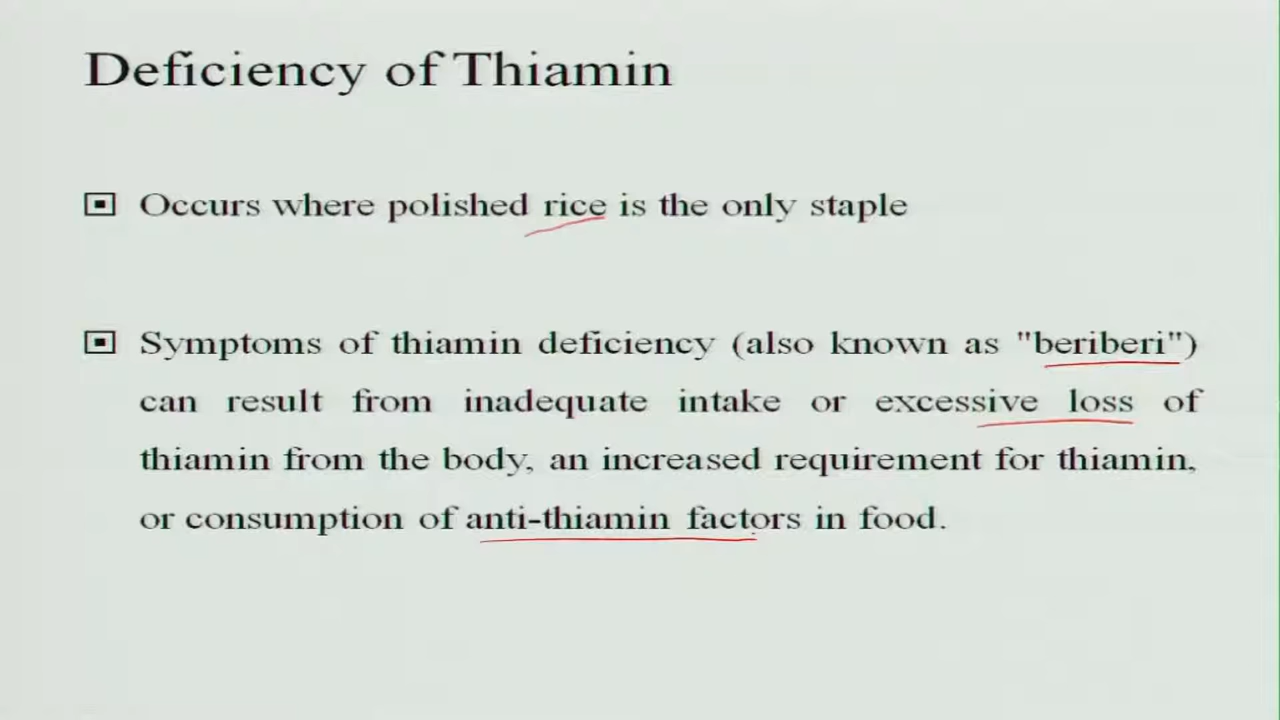 Deficiency of Thiamin
Occurs where polished rice is the only staple
Symptoms of thiamin deficiency (also known as "beriberi")
can result from inadequate intake or excessive loss of
thiamin from the body, an increased requirement for thiamin,
or consumption of anti-thiamin factors in food.